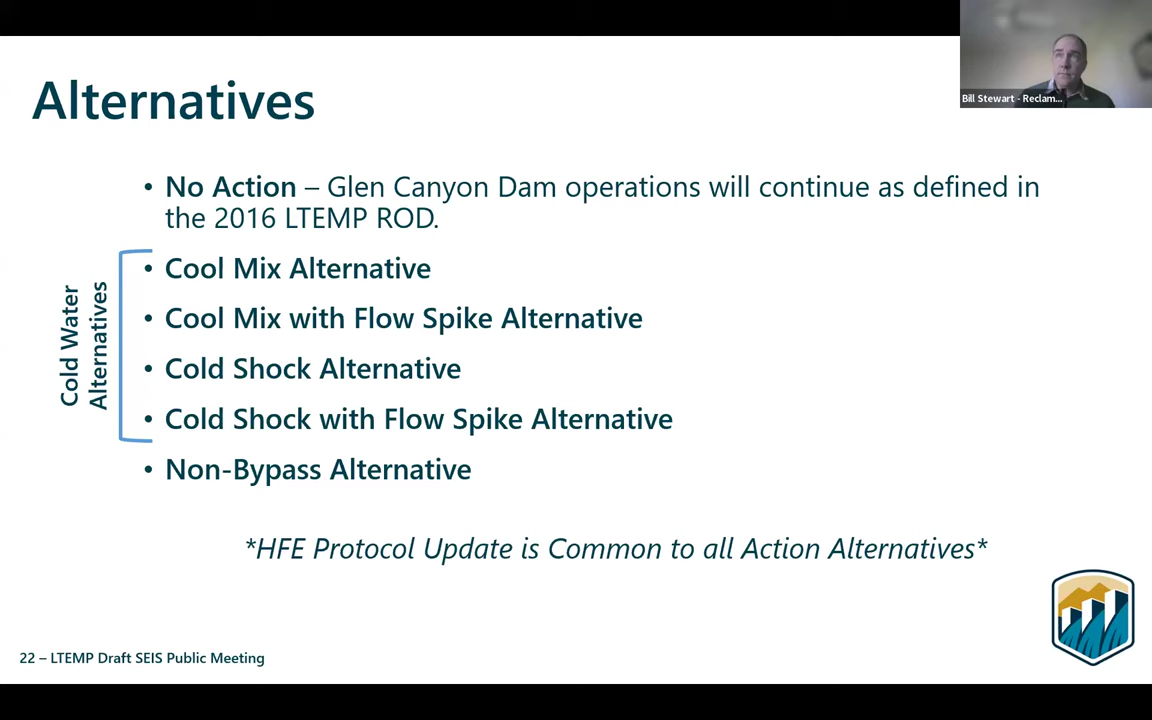 Alternatives
Bill Stewart - Reclam...
• No Action – Glen Canyon Dam operations will continue as defined in
the 2016 LTEMP ROD.
Cold Water
Alternatives
• Cool Mix Alternative
• Cool Mix with Flow Spike Alternative
• Cold Shock Alternative
• Cold Shock with Flow Spike Alternative
• Non-Bypass Alternative
*HFE Protocol Update is Common to all Action Alternatives*
22 – LTEMP Draft SEIS Public Meeting